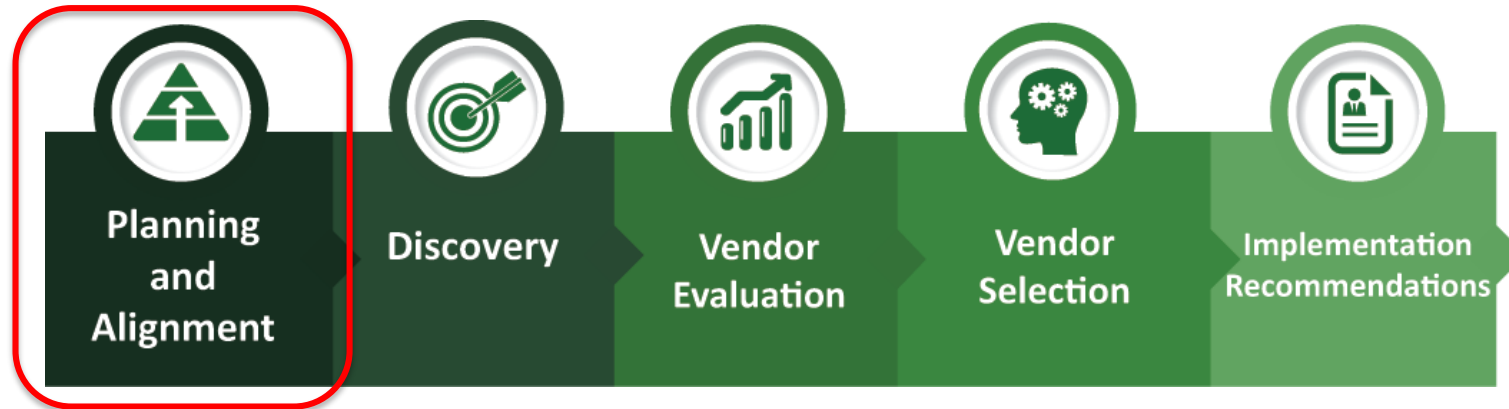 Planning
and
Alignment
Discovery
Vendor
Evaluation
Vendor
Selection
Implementation
Recommendations